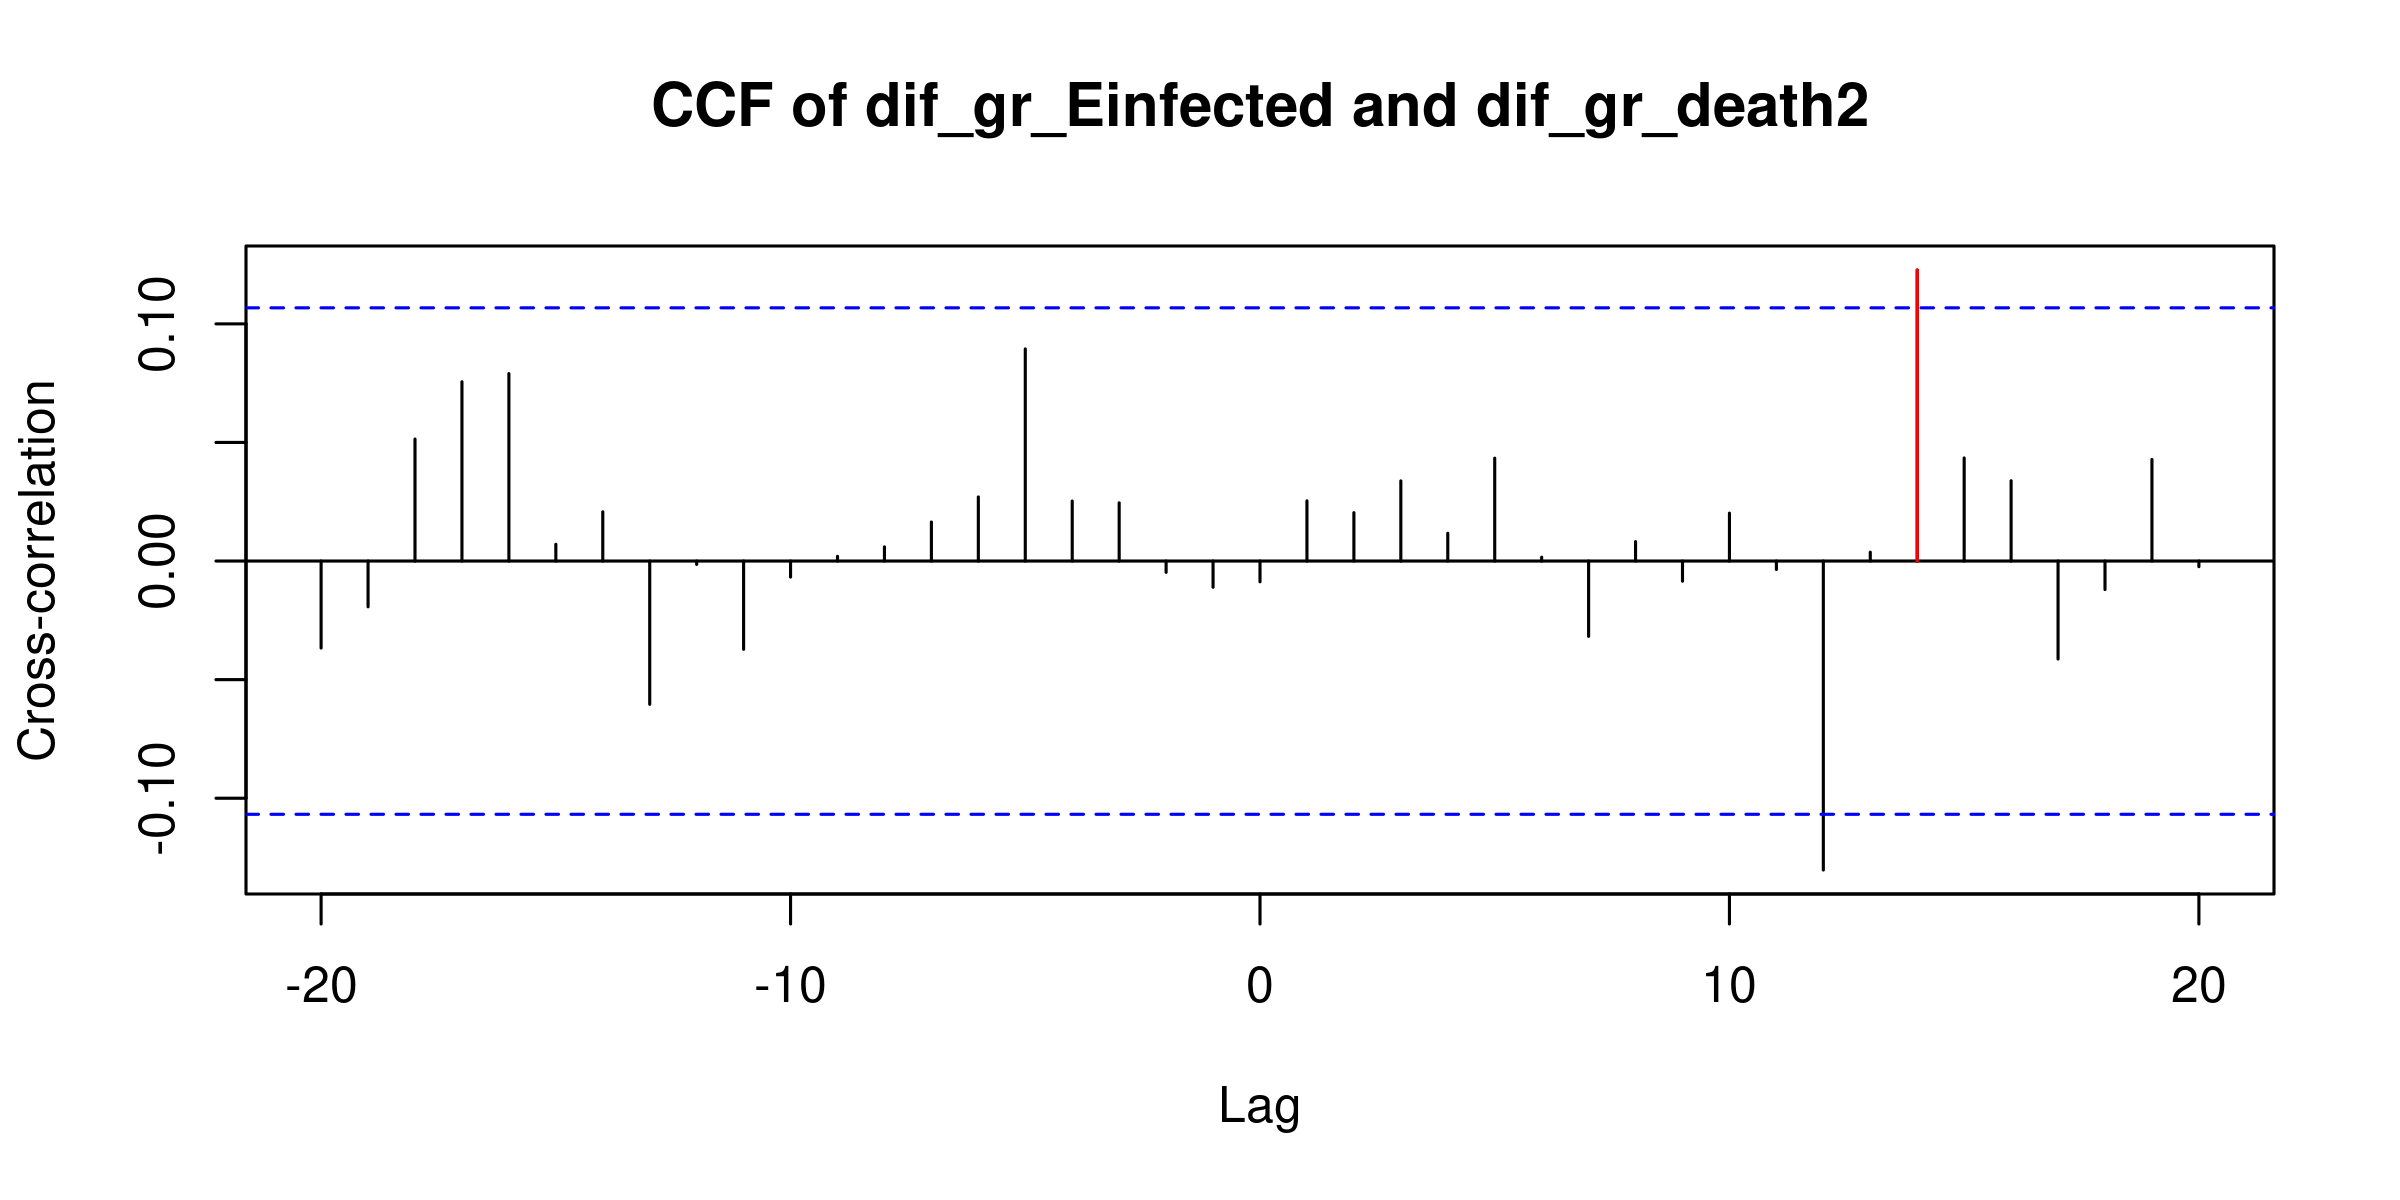 CCF of dif_gr_Einfected and dif_gr_death2
Cross-correlation
0.10
0.00
-0.10
-20 -10 0 10 20
Lag